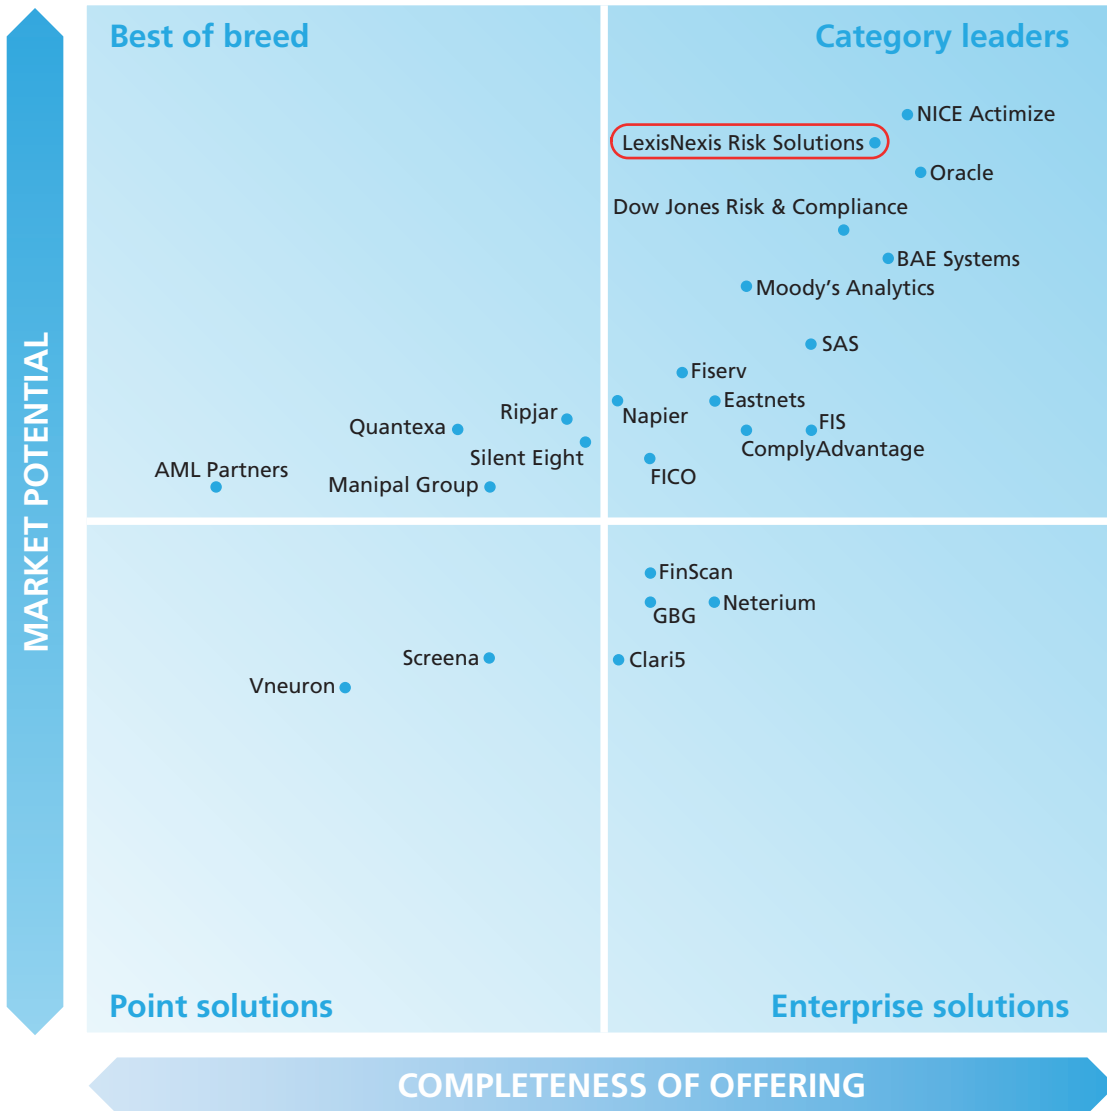 Best of breed
Category leaders
NICE Actimize
LexisNexis Risk Solutions
Oracle
Dow Jones Risk & Compliance
BAE Systems
Moody’s Analytics
SAS
Fiserv
Eastnets
Napier
Ripjar
FIS
Quantexa
ComplyAdvantage
Silent Eight
AML Partners
FICO
Manipal Group
MARKET POTENTIAL
FinScan
Neterium
GBG
Screena
Clari5
Vneuron
Point solutions
Enterprise solutions
COMPLETENESS OF OFFERING